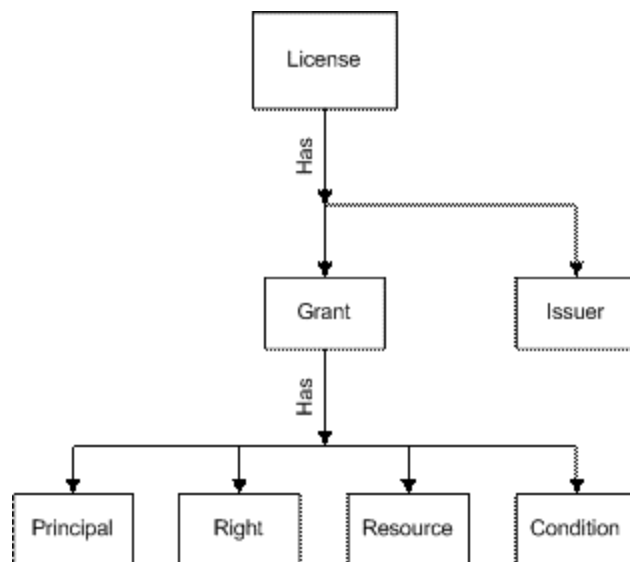 License
Has
Grant
Issuer
Has
Principal
Right
Resource
Condition